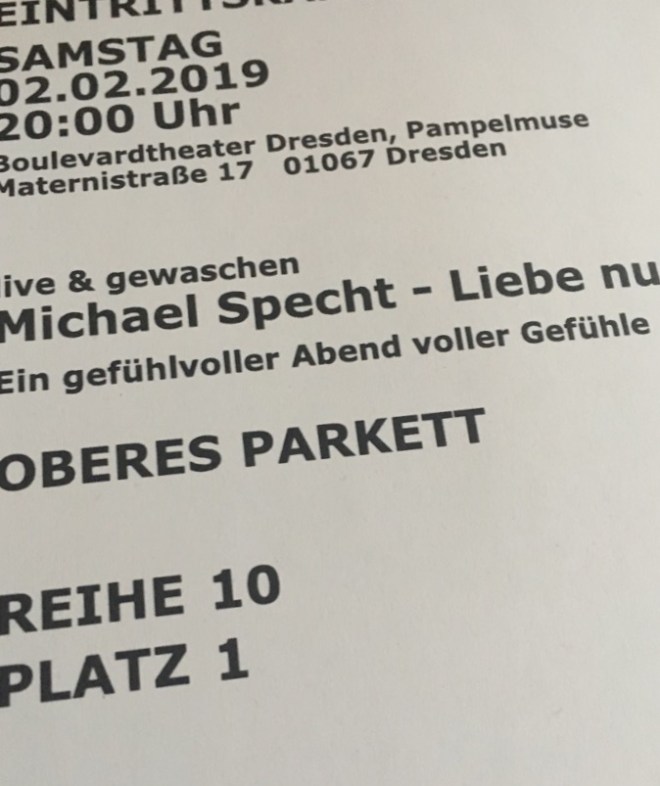 SAMSTAG
02.02.2019
20:00 Uhr
Boulevardtheater Dresden, Pampelmuse
Maternistraße 17 01067 Dresden
live & gewaschen
Michael Specht - Liebe nu
Ein gefühlvoller Abend voller Gefühle
OBERES PARKETT
REIHE 10
PLATZ 1